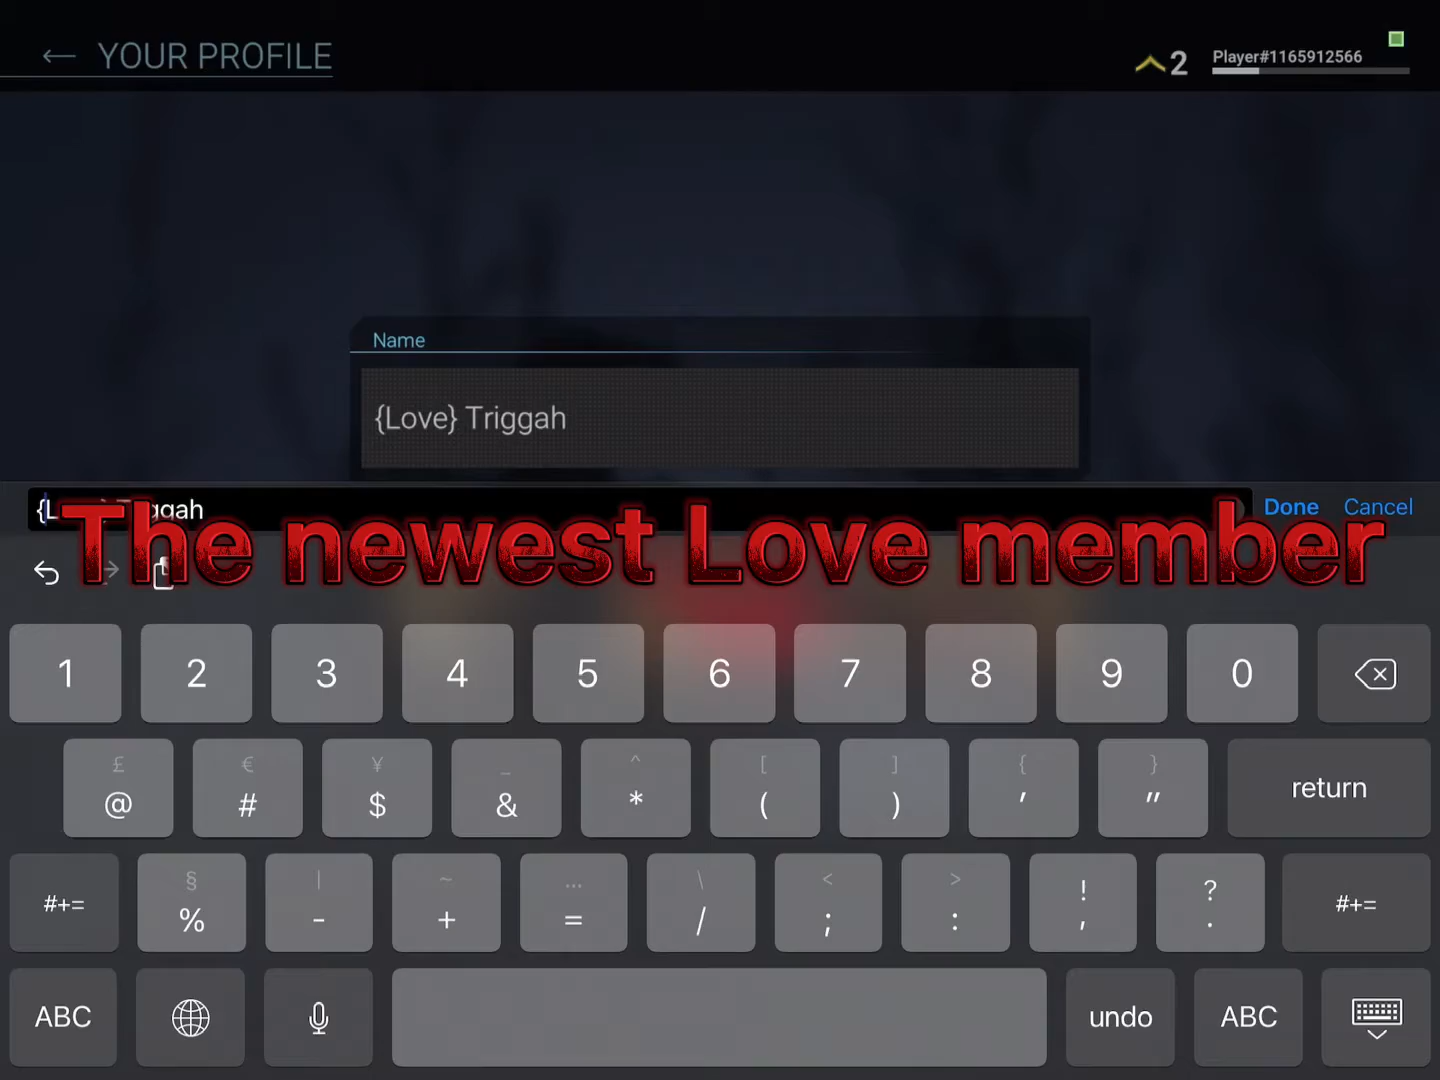 ← YOUR PROFILE
2 Player#1165912566
Name
{Love} Triggah
{L Triggah Done Cancel
The newest Love member
1 2 3 4 5 6 7 8 9 0
£ € ¥ _ ^ [ ] { }
@ # $ & * ( ) ' " return
§ | ~ … \ < > ! ?
#+= % - + = / ; : , . #+=
ABC undo ABC